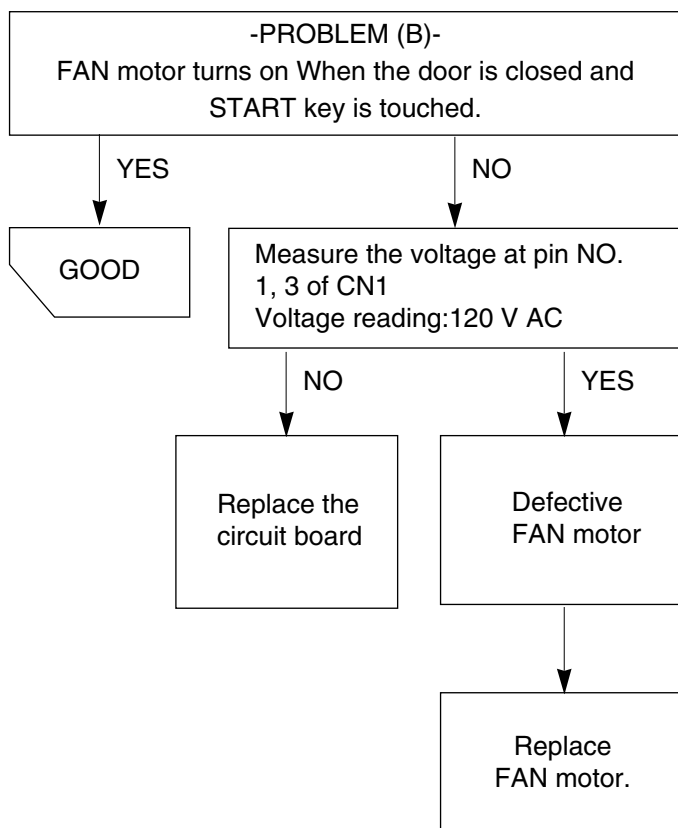 -PROBLEM (B)-
FAN motor turns on When the door is closed and
START key is touched.
YES
NO
GOOD
Measure the voltage at pin NO.
1, 3 of CN1
Voltage reading:120 V AC
NO
YES
Replace the
circuit board
Defective
FAN motor
Replace
FAN motor.